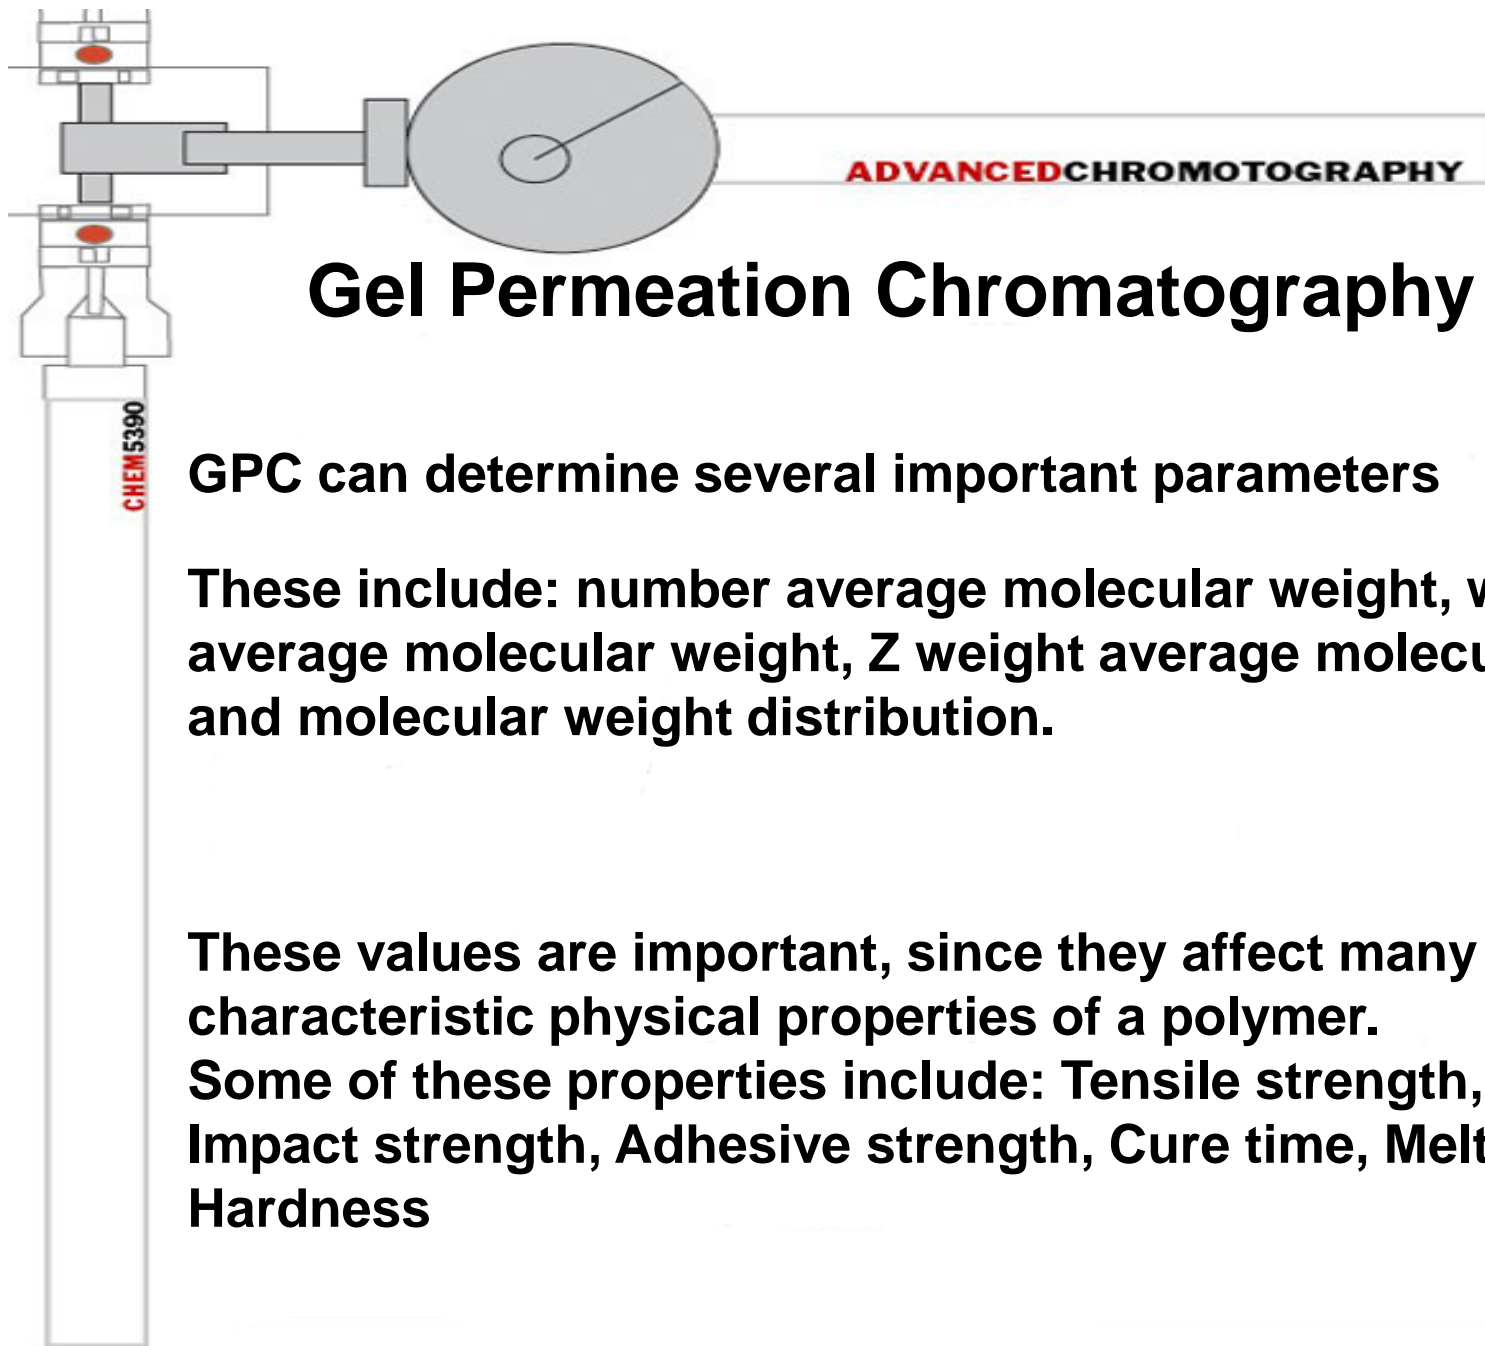 ADVANCEDCHROMOTOGRAPHY
Gel Permeation Chromatography
CHEM5390
GPC can determine several important parameters
These include: number average molecular weight,
average molecular weight, Z weight average
and molecular weight distribution.
These values are important, since they affect many
characteristic physical properties of a polymer.
Some of these properties include: Tensile strength,
Impact strength, Adhesive strength, Cure time, Melt
Hardness